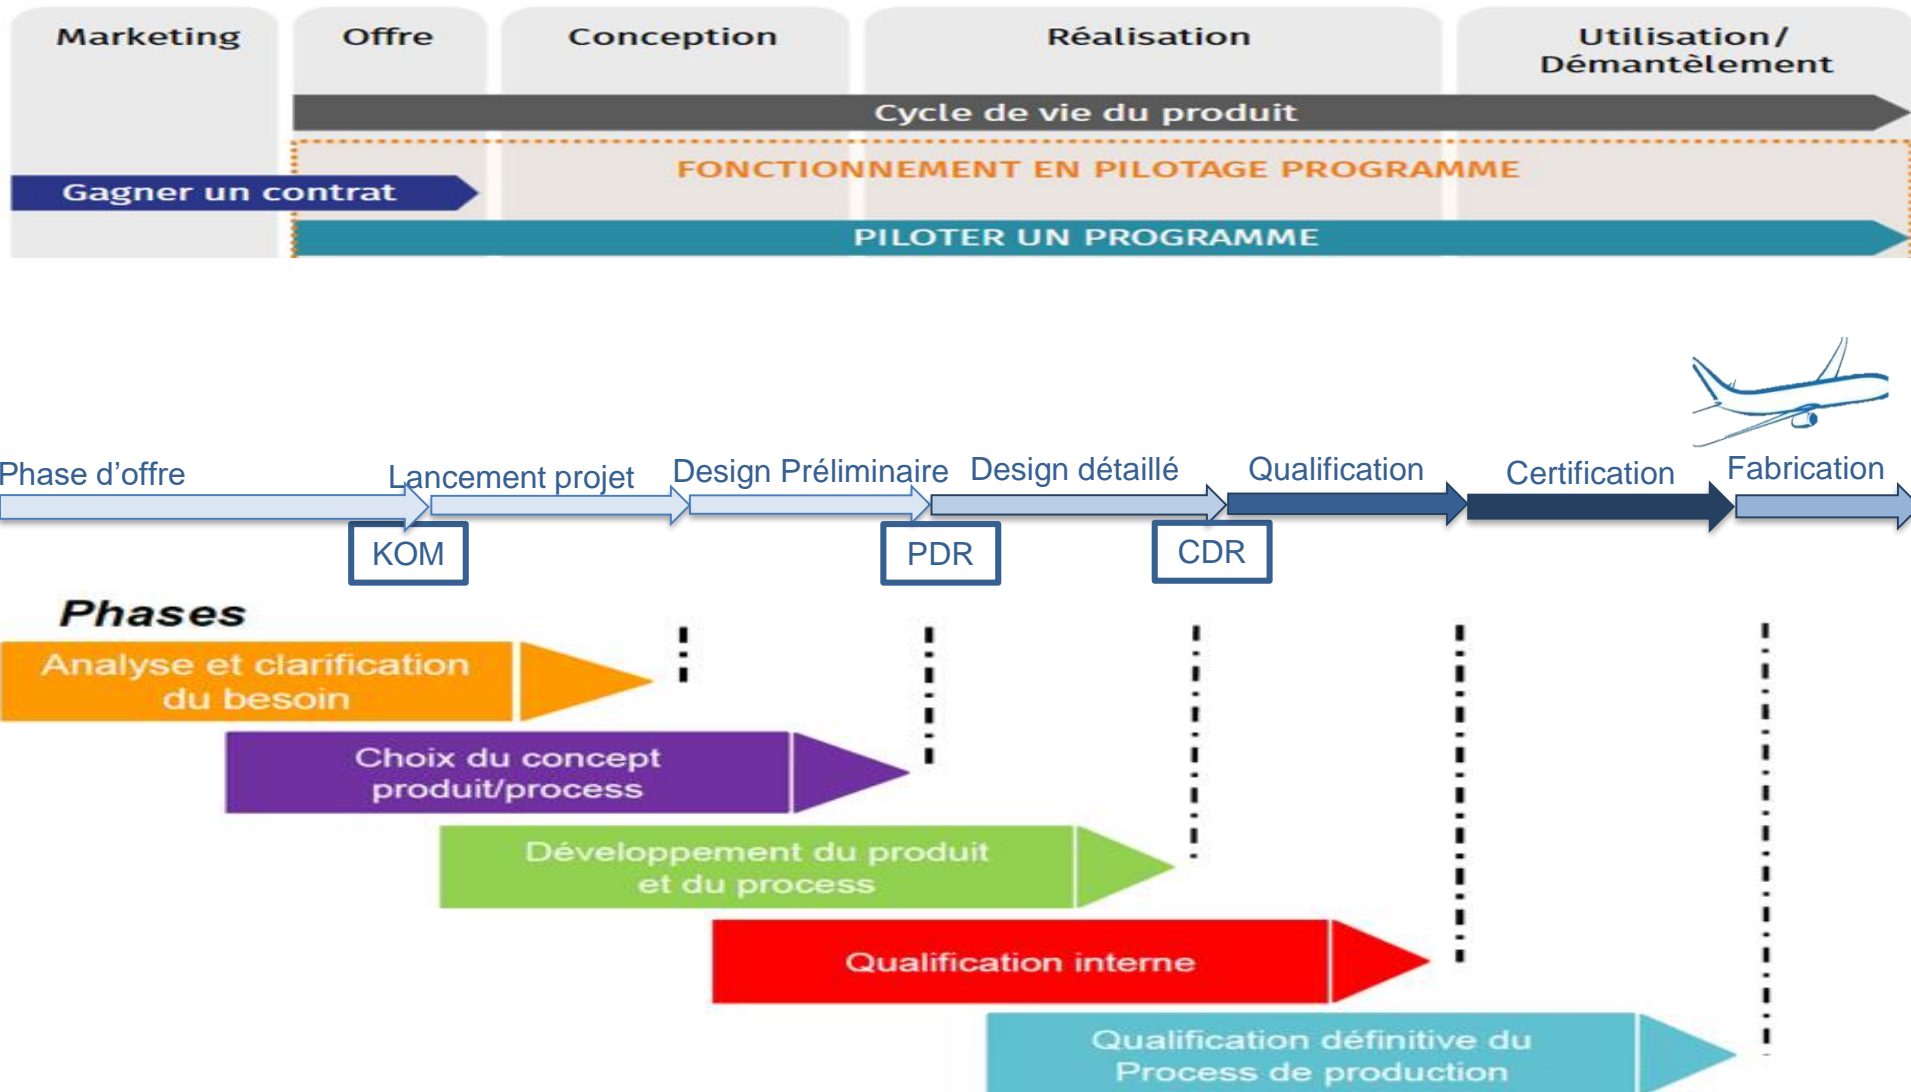 Marketing
Offre
Conception
Réalisation
Utilisation/
Démantèlement
Cycle de vie du produit
FONCTIONNEMENT EN PILOTAGE PROGRAMME
Gagner un contrat
PILOTER UN PROGRAMME
Phase d’offre
Lancement projet
Design Préliminaire
Design détaillé
Qualification
Certification
Fabrication
KOM
PDR
CDR
Phases
Analyse et clarification
du besoin
Choix du concept
produit/process
Développement du produit
et du process
Qualification interne
Qualification définitive du
Process de production